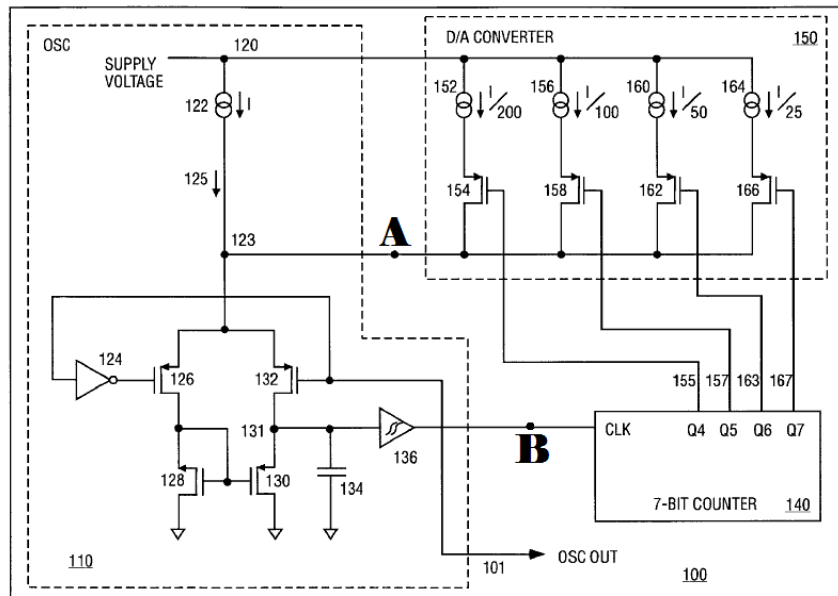 OSC
120
SUPPLY
VOLTAGE
122
I
125
123
A
D/A CONVERTER
150
152
I/200
156
I/100
160
I/50
164
I/25
154
158
162
166
124
126
132
131
128
130
134
136
B
155
157
163
167
CLK
Q4
Q5
Q6
Q7
7-BIT COUNTER
140
110
101
OSC OUT
100